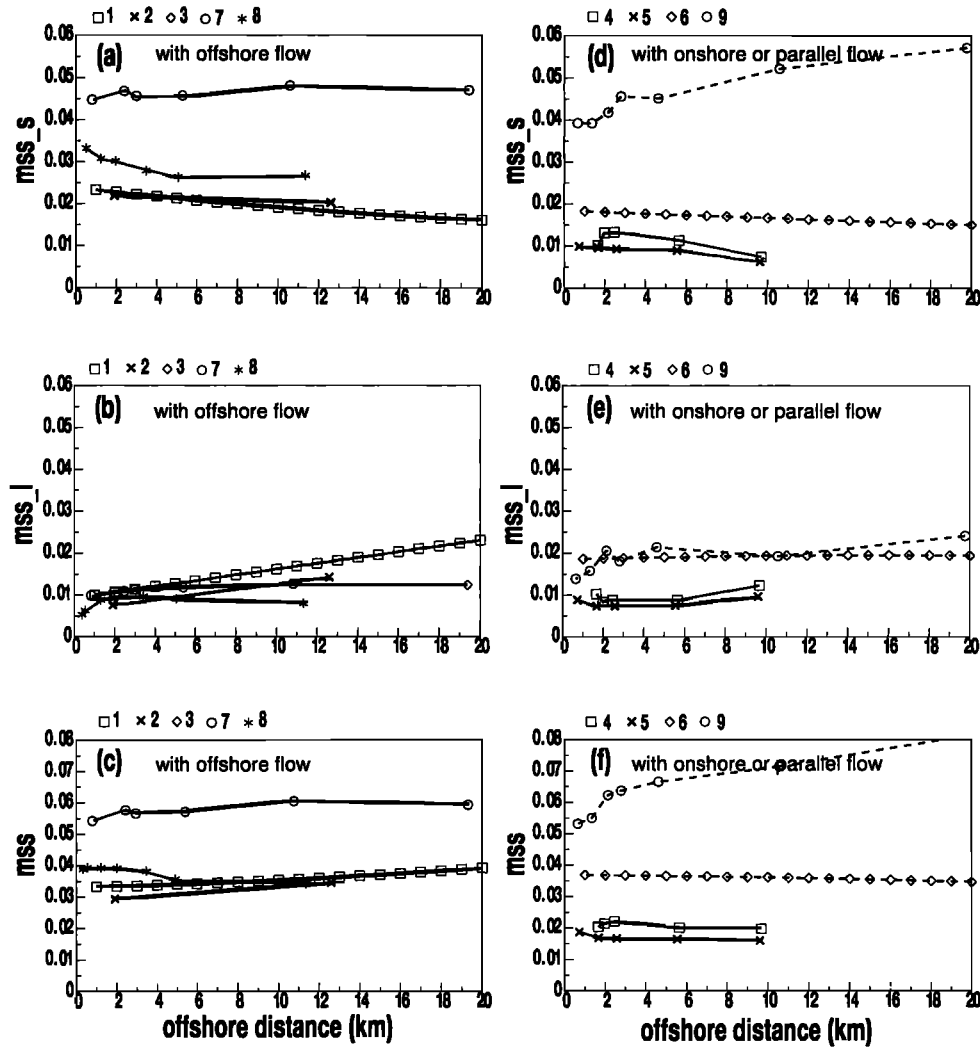 □1 ×2 ◇3 ○7 *8
(a) with offshore flow
mss_s
0.06
0.05
0.04
0.03
0.02
0.01
0
0 2 4 6 8 10 12 14 16 18 20
□4 ×5 ◇6 ○9
(d) with onshore or parallel flow
mss_s
0.06
0.05
0.04
0.03
0.02
0.01
0
0 2 4 6 8 10 12 14 16 18 20
□1 ×2 ◇3 ○7 *8
(b) with offshore flow
mss_l
0.06
0.05
0.04
0.03
0.02
0.01
0
0 2 4 6 8 10 12 14 16 18 20
□4 ×5 ◇6 ○9
(e) with onshore or parallel flow
mss_l
0.06
0.05
0.04
0.03
0.02
0.01
0
0 2 4 6 8 10 12 14 16 18 20
□1 ×2 ◇3 ○7 *8
(c) with offshore flow
mss
0.08
0.07
0.06
0.05
0.04
0.03
0.02
0.01
0
0 2 4 6 8 10 12 14 16 18 20
offshore distance (km)
□4 ×5 ◇6 ○9
(f) with onshore or parallel flow
mss
0.08
0.07
0.06
0.05
0.04
0.03
0.02
0.01
0
0 2 4 6 8 10 12 14 16 18 20
offshore distance (km)